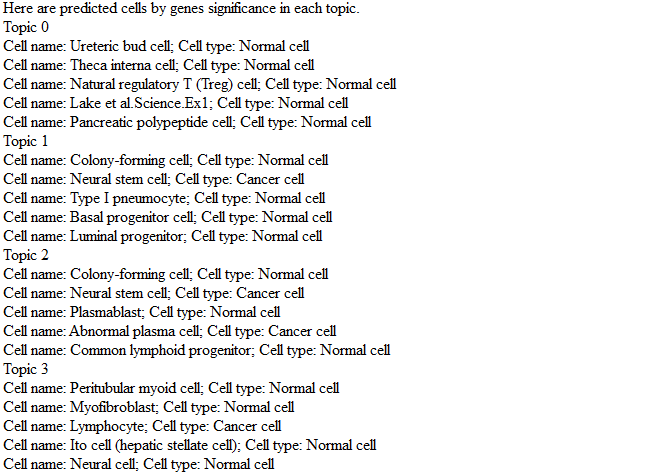 Here are predicted cells by genes significance in each topic.
Topic 0
Cell name: Ureteric bud cell; Cell type: Normal cell
Cell name: Theca interna cell; Cell type: Normal cell
Cell name: Natural regulatory T (Treg) cell; Cell type: Normal cell
Cell name: Lake et al.Science.Ex1; Cell type: Normal cell
Cell name: Pancreatic polypeptide cell; Cell type: Normal cell
Topic 1
Cell name: Colony-forming cell; Cell type: Normal cell
Cell name: Neural stem cell; Cell type: Cancer cell
Cell name: Type I pneumocyte; Cell type: Normal cell
Cell name: Basal progenitor cell; Cell type: Normal cell
Cell name: Luminal progenitor; Cell type: Normal cell
Topic 2
Cell name: Colony-forming cell; Cell type: Normal cell
Cell name: Neural stem cell; Cell type: Cancer cell
Cell name: Plasmablast; Cell type: Normal cell
Cell name: Abnormal plasma cell; Cell type: Cancer cell
Cell name: Common lymphoid progenitor; Cell type: Normal cell
Topic 3
Cell name: Peritubular myoid cell; Cell type: Normal cell
Cell name: Myofibroblast; Cell type: Normal cell
Cell name: Lymphocyte; Cell type: Cancer cell
Cell name: Ito cell (hepatic stellate cell); Cell type: Normal cell
Cell name: Neural cell; Cell type: Normal cell